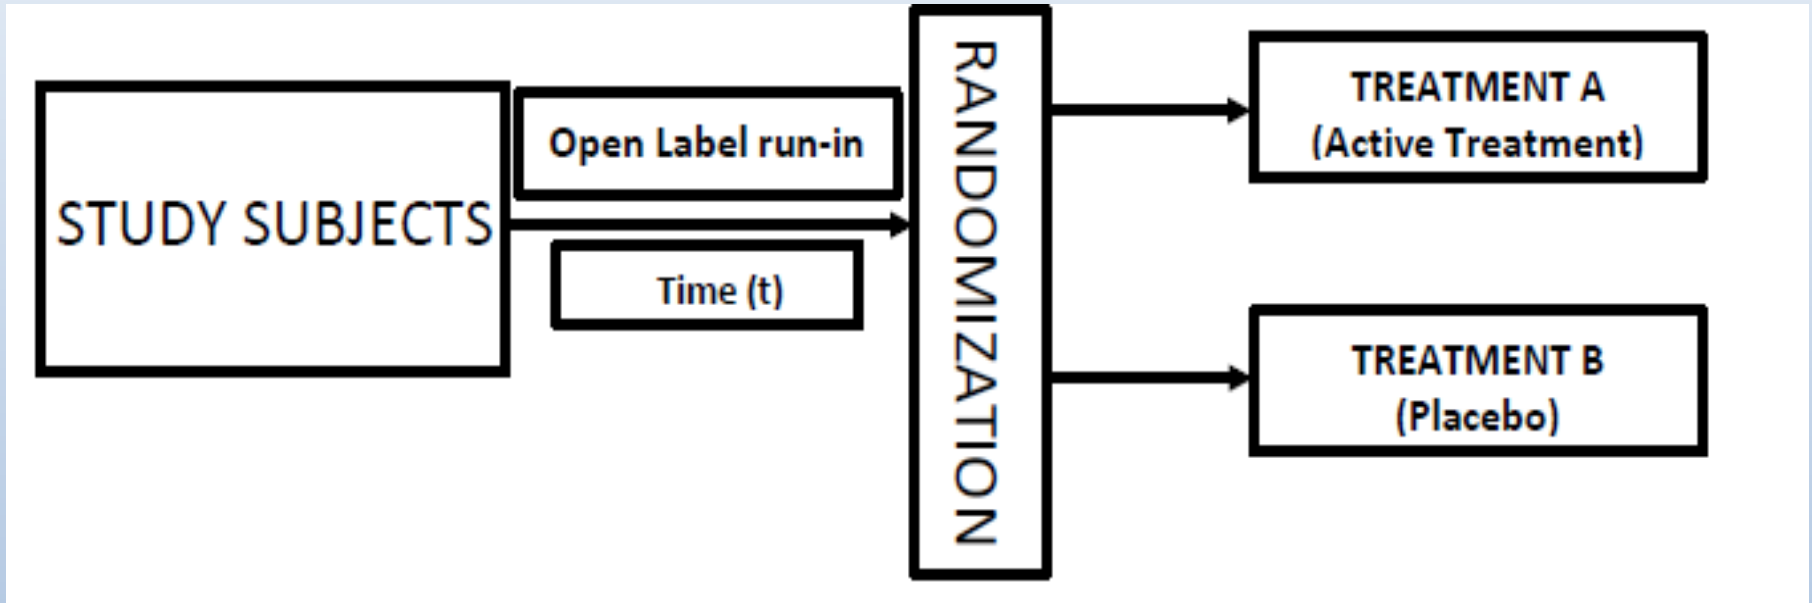 STUDY SUBJECTS
Open Label run-in
Time (t)
RANDOMIZATION
TREATMENT A
(Active Treatment)
TREATMENT B
(Placebo)